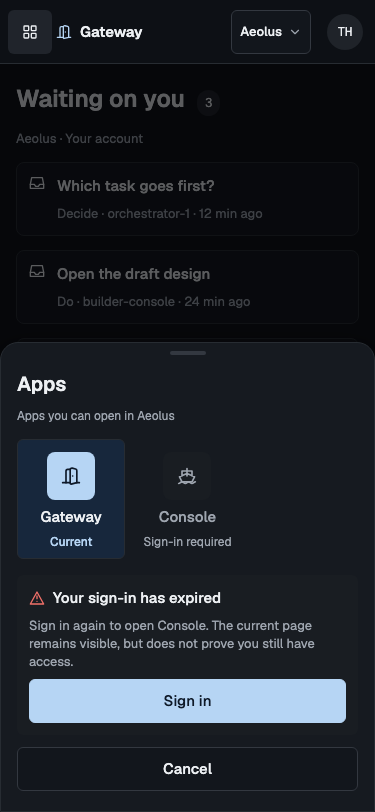 Gateway
Aeolus
TH
Waiting on you 3
Aeolus · Your account
Which task goes first?
Decide · orchestrator-1 · 12 min ago
Open the draft design
Do · builder-console · 24 min ago
Apps
Apps you can open in Aeolus
Gateway
Current
Console
Sign-in required
Your sign-in has expired
Sign in again to open Console. The current page
remains visible, but does not prove you still have
access.
Sign in
Cancel